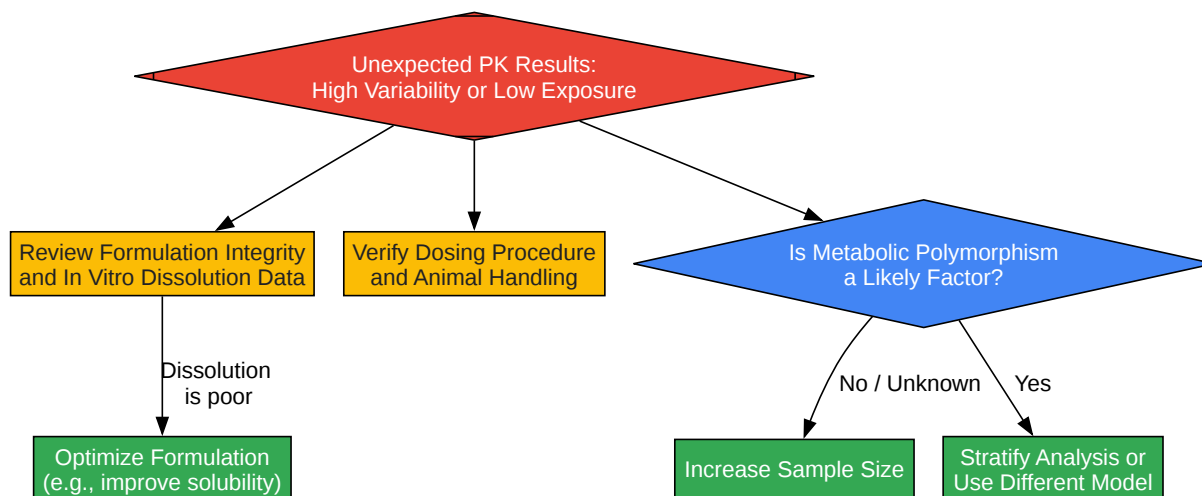 Unexpected PK Results:
High Variability or Low Exposure
Review Formulation Integrity
and In Vitro Dissolution Data
Verify Dosing Procedure
and Animal Handling
Is Metabolic Polymorphism
a Likely Factor?
Dissolution
is poor
No / Unknown
Yes
Optimize Formulation
(e.g., improve solubility)
Increase Sample Size
Stratify Analysis or
Use Different Model